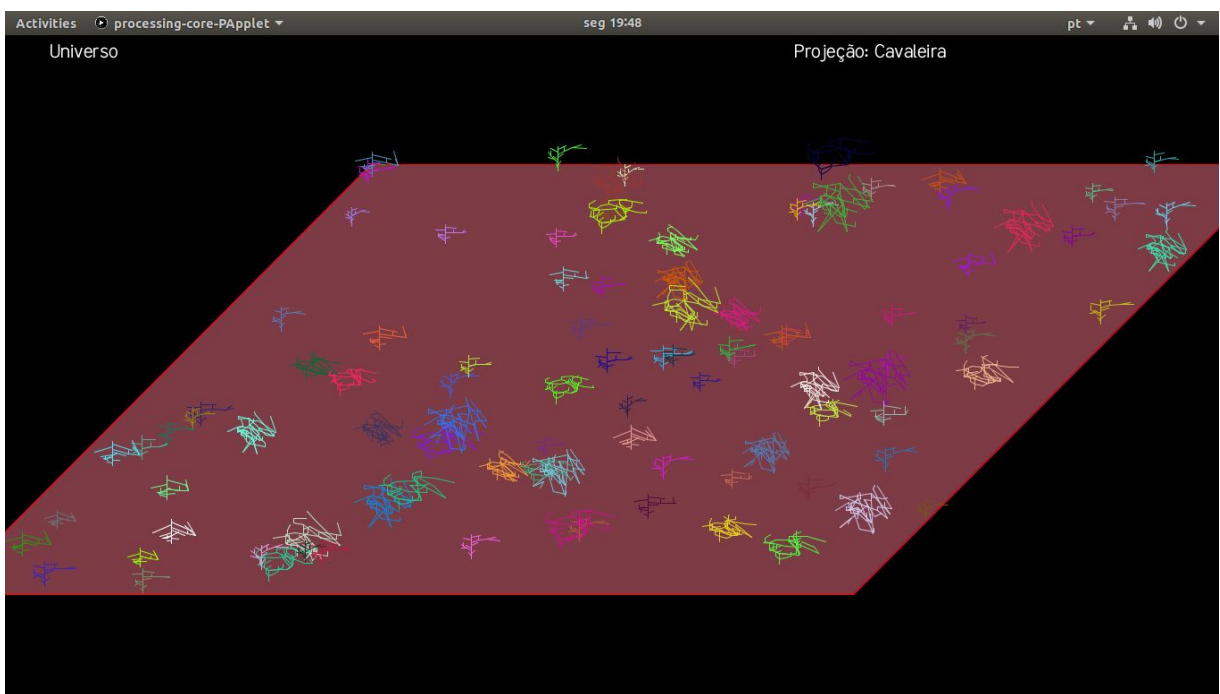 Activities processing-core-PApplet seg 19:48 pt
Universo Projeção: Cavaleira